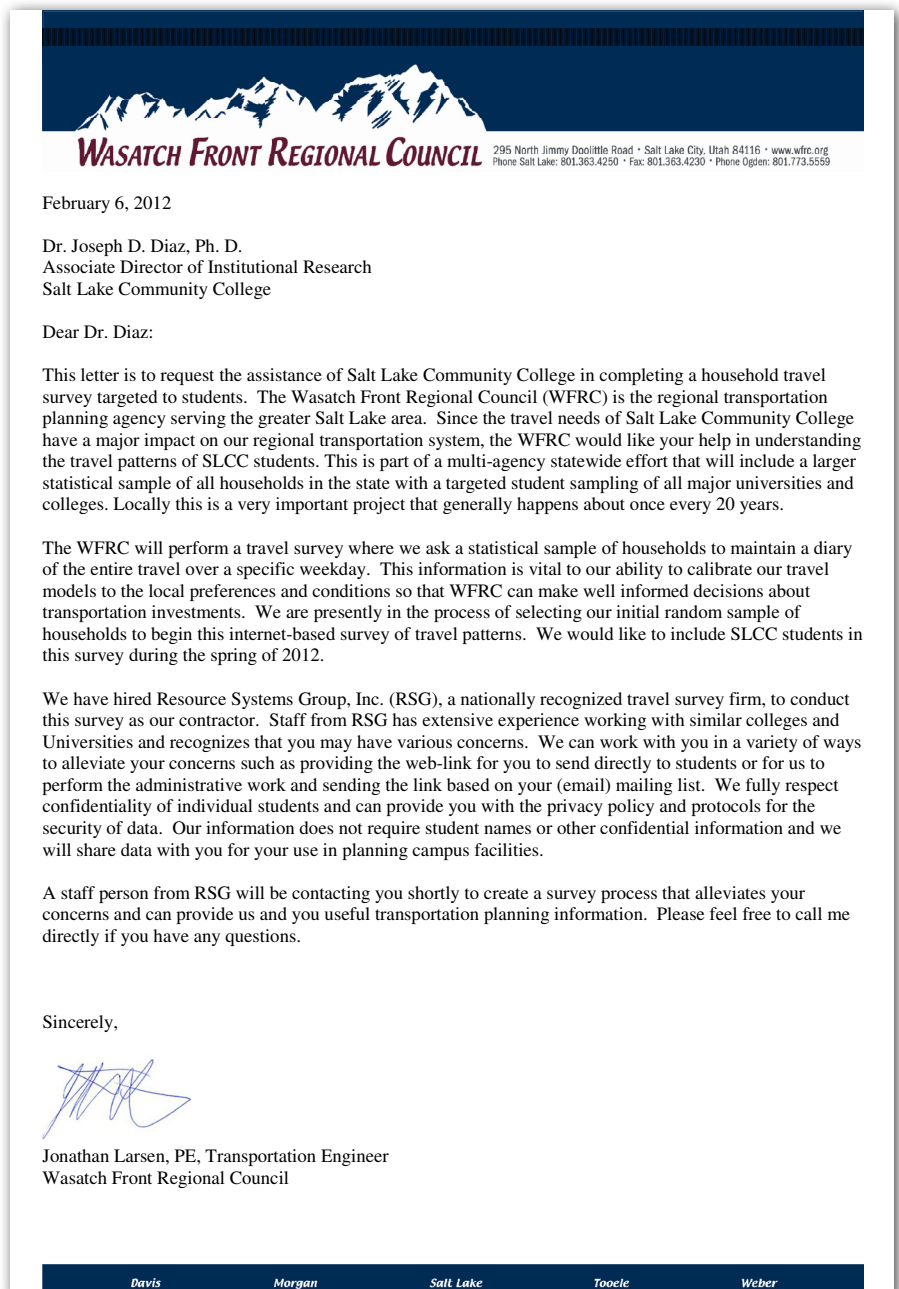 WASATCH FRONT REGIONAL COUNCIL
295 North Jimmy Doolittle Road • Salt Lake City, Utah 84116 • www.wfrc.org
Phone Salt Lake: 801.363.4250 • Fax: 801.363.4230 • Phone Ogden: 801.773.5559
February 6, 2012
Dr. Joseph D. Diaz, Ph. D.
Associate Director of Institutional Research
Salt Lake Community College
Dear Dr. Diaz:
This letter is to request the assistance of Salt Lake Community College in completing a household travel
survey targeted to students.  The Wasatch Front Regional Council (WFRC) is the regional transportation
planning agency serving the greater Salt Lake area.  Since the travel needs of Salt Lake Community College
have a major impact on our regional transportation system, the WFRC would like your help in understanding
the travel patterns of SLCC students. This is part of a multi-agency statewide effort that will include a larger
statistical sample of all households in the state with a targeted student sampling of all major universities and
colleges. Locally this is a very important project that generally happens about once every 20 years.
The WFRC will perform a travel survey where we ask a statistical sample of households to maintain a diary
of the entire travel over a specific weekday.  This information is vital to our ability to calibrate our travel
models to the local preferences and conditions so that WFRC can make well informed decisions about
transportation investments.  We are presently in the process of selecting our initial random sample of
households to begin this internet-based survey of travel patterns.  We would like to include SLCC students in
this survey during the spring of 2012.
We have hired Resource Systems Group, Inc. (RSG), a nationally recognized travel survey firm, to conduct
this survey as our contractor.  Staff from RSG has extensive experience working with similar colleges and
Universities and recognizes that you may have various concerns.  We can work with you in a variety of ways
to alleviate your concerns such as providing the web-link for you to send directly to students or for us to
perform the administrative work and sending the link based on your (email) mailing list.  We fully respect
confidentiality of individual students and can provide you with the privacy policy and protocols for the
security of data.  Our information does not require student names or other confidential information and we
will share data with you for your use in planning campus facilities.
A staff person from RSG will be contacting you shortly to create a survey process that alleviates your
concerns and can provide us and you useful transportation planning information.  Please feel free to call me
directly if you have any questions.
Sincerely,
Jonathan Larsen, PE, Transportation Engineer
Wasatch Front Regional Council
Davis Morgan Salt Lake Tooele Weber